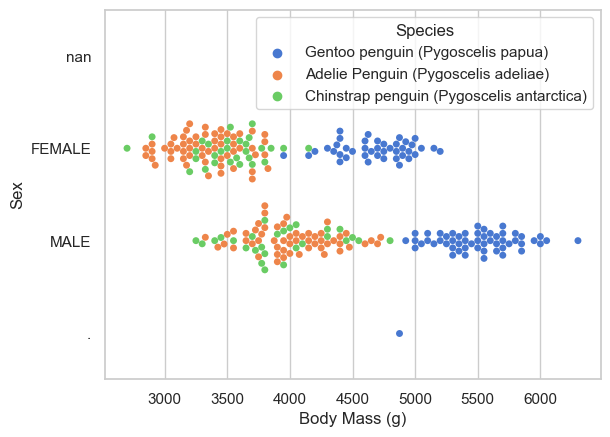 Species
Gentoo penguin (Pygoscelis papua)
Adelie Penguin (Pygoscelis adeliae)
Chinstrap penguin (Pygoscelis antarctica)
nan
FEMALE
MALE
.
Sex
3000 3500 4000 4500 5000 5500 6000
Body Mass (g)